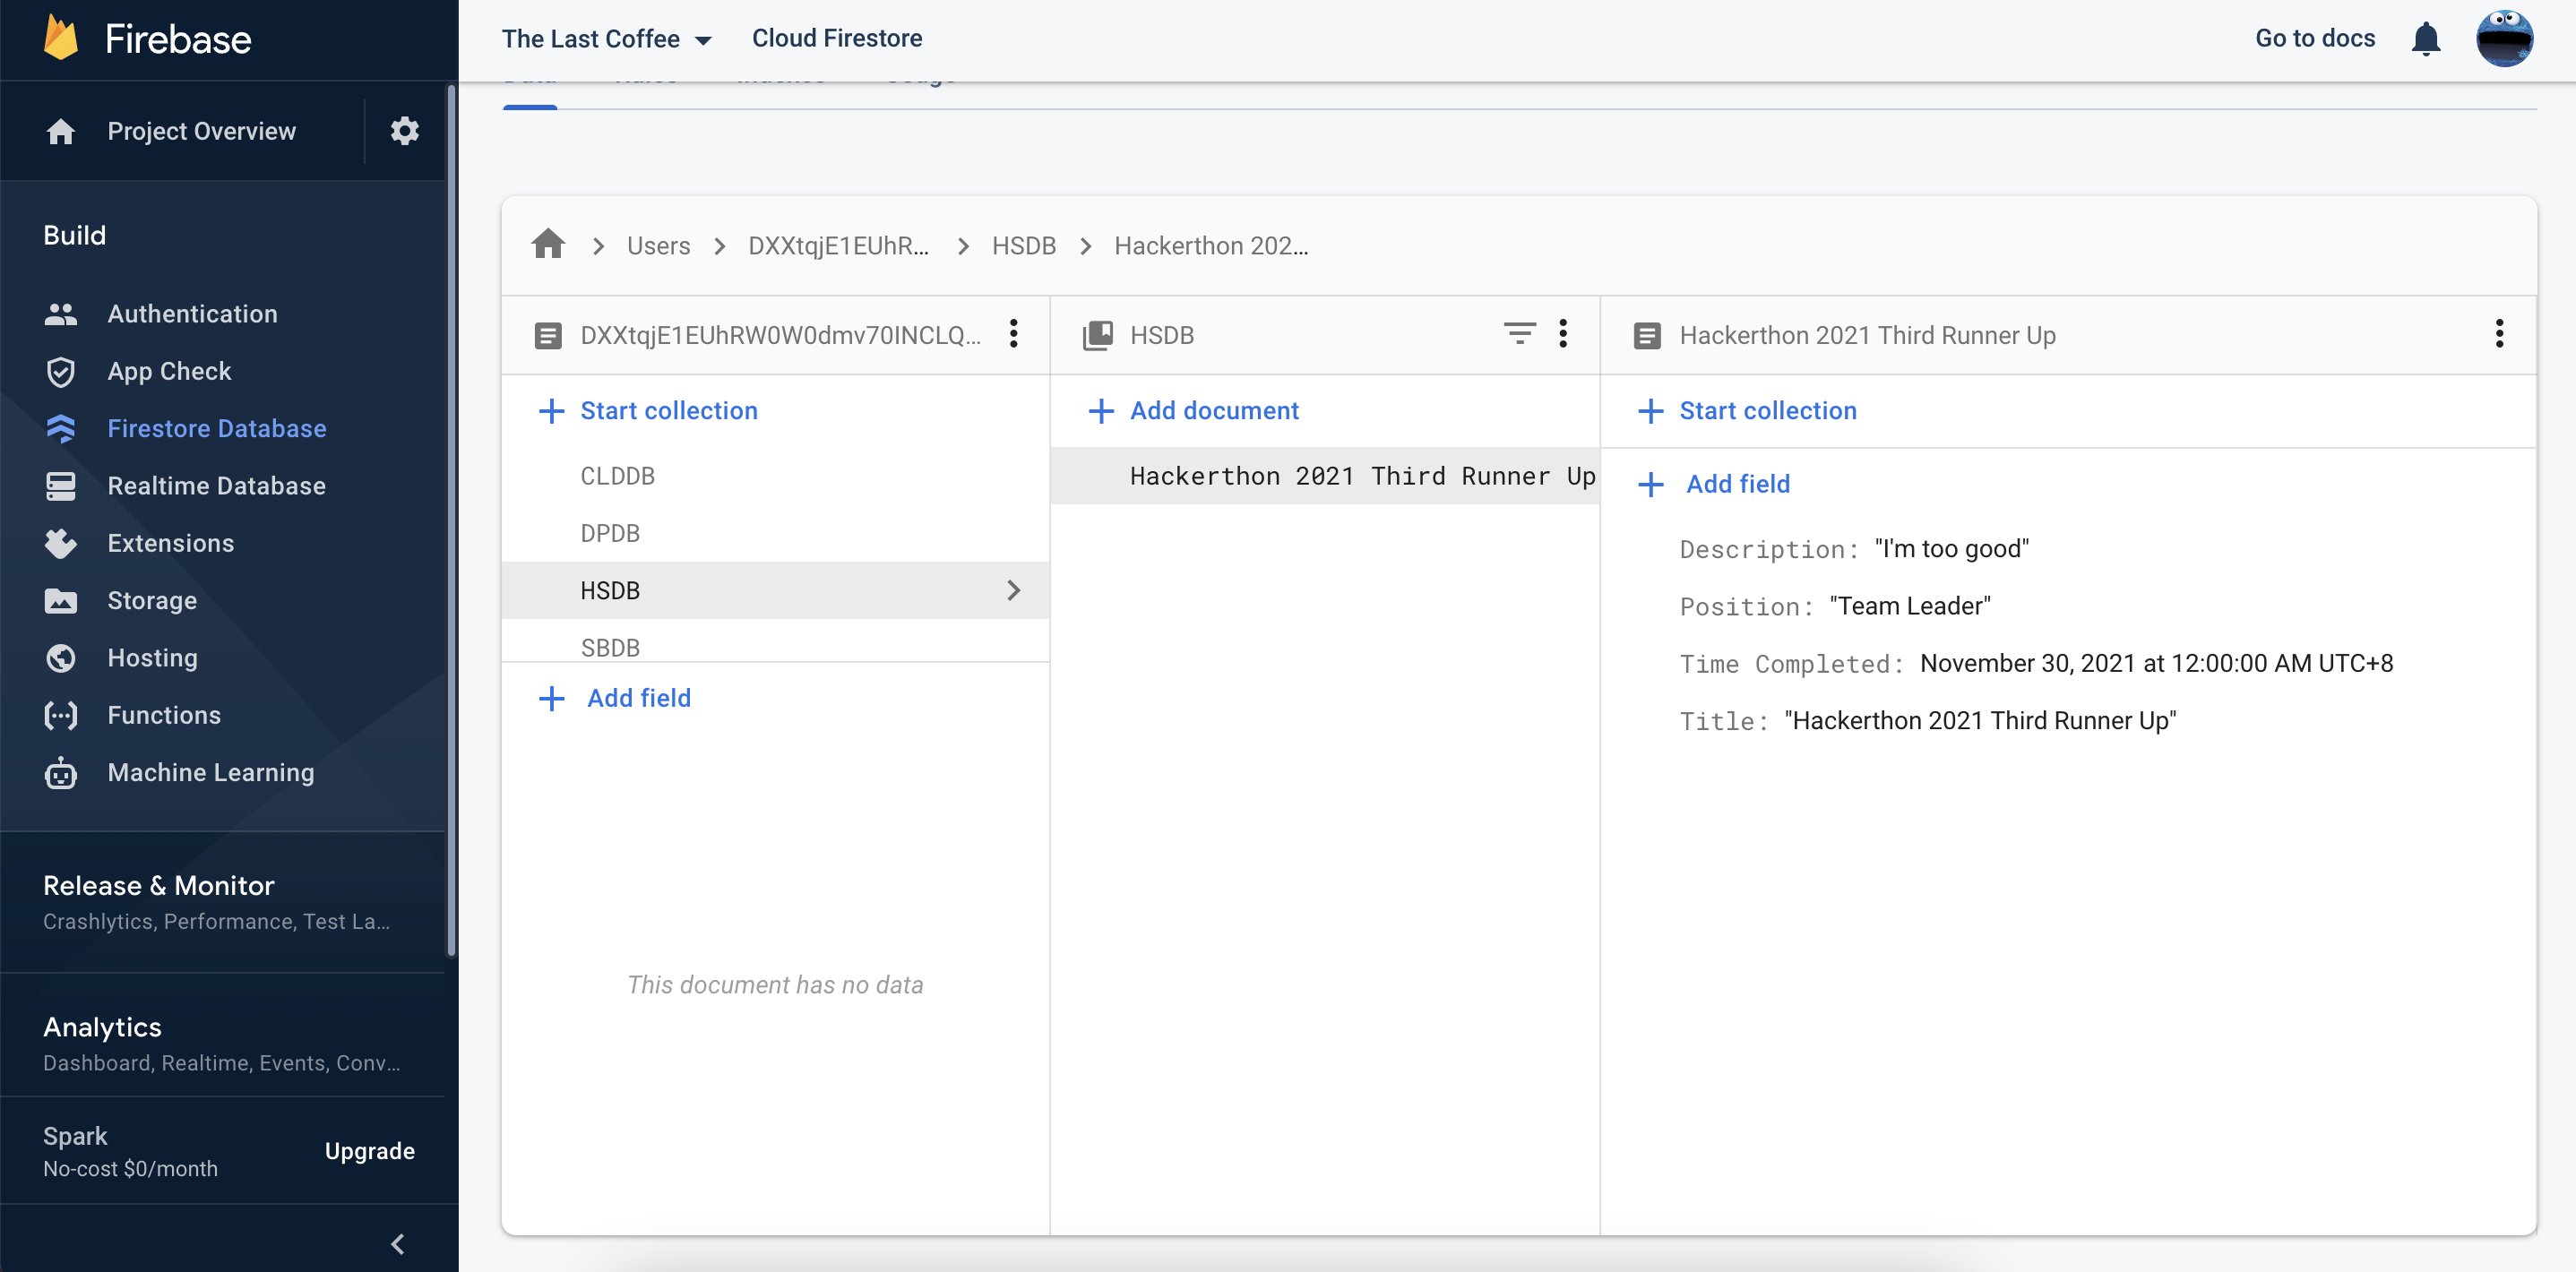 Firebase
Project Overview
Build
Authentication
App Check
Firestore Database
Realtime Database
Extensions
Storage
Hosting
Functions
Machine Learning
Release & Monitor
Crashlytics, Performance, Test La...
Analytics
Dashboard, Realtime, Events, Conv...
Spark
No-cost $0/month
Upgrade
The Last Coffee
Cloud Firestore
Go to docs
Users
DXXtqjE1EUhR...
HSDB
Hackerthon 202...
DXXtqjE1EUhRW0W0dmv70INCLQ...
Start collection
CLDDB
DPDB
HSDB
SBDB
Add field
This document has no data
HSDB
Add document
Hackerthon 2021 Third Runner Up
Hackerthon 2021 Third Runner Up
Start collection
Add field
Description: "I'm too good"
Position: "Team Leader"
Time Completed: November 30, 2021 at 12:00:00 AM UTC+8
Title: "Hackerthon 2021 Third Runner Up"